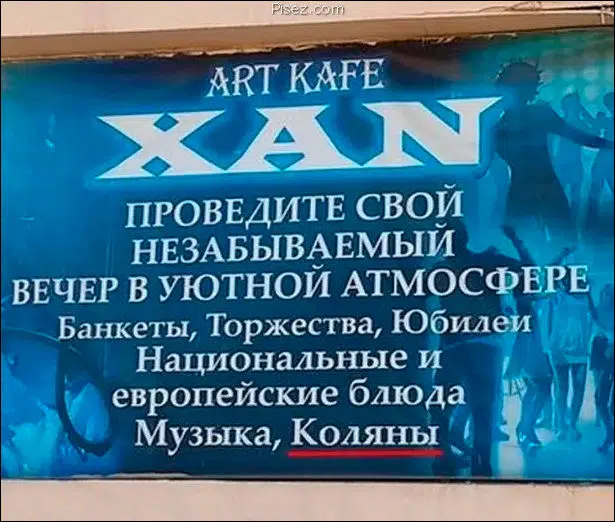 Pisez.com
ART KAFE
XAN
ПРОВЕДИТЕ СВОЙ
НЕЗАБЫВАЕМЫЙ
ВЕЧЕР В УЮТНОЙ АТМОСФЕРЕ
Банкеты, Торжества, Юбилеи
Национальные и
европейские блюда
Музыка, Коляны